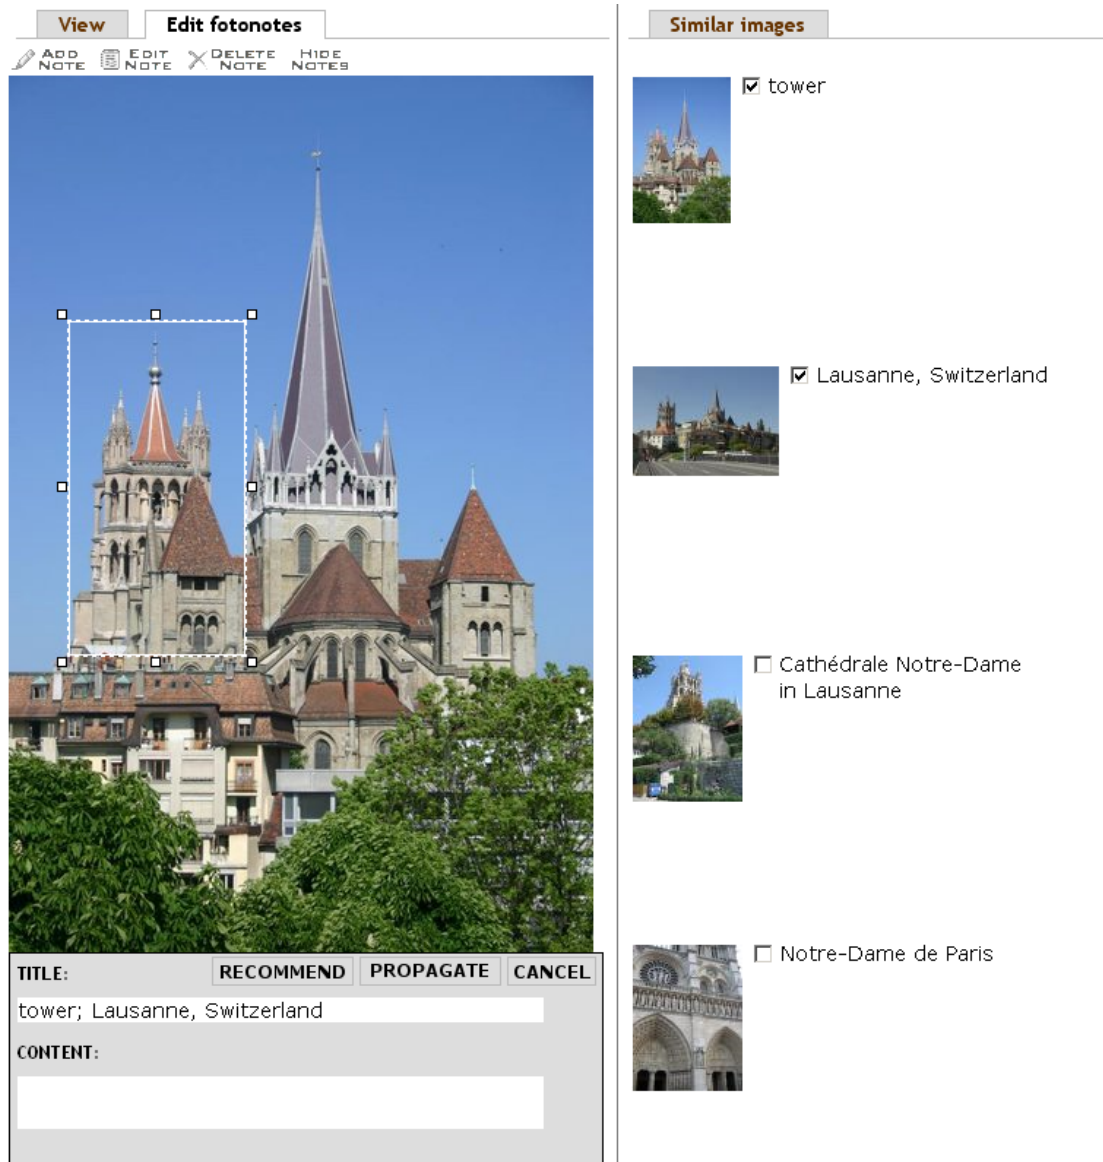 View
Edit fotonotes
Similar images
ADD NOTE
EDIT NOTE
DELETE NOTE
HIDE NOTES
tower
Lausanne, Switzerland
Cathédrale Notre-Dame
in Lausanne
Notre-Dame de Paris
TITLE:
RECOMMEND
PROPAGATE
CANCEL
tower; Lausanne, Switzerland
CONTENT: